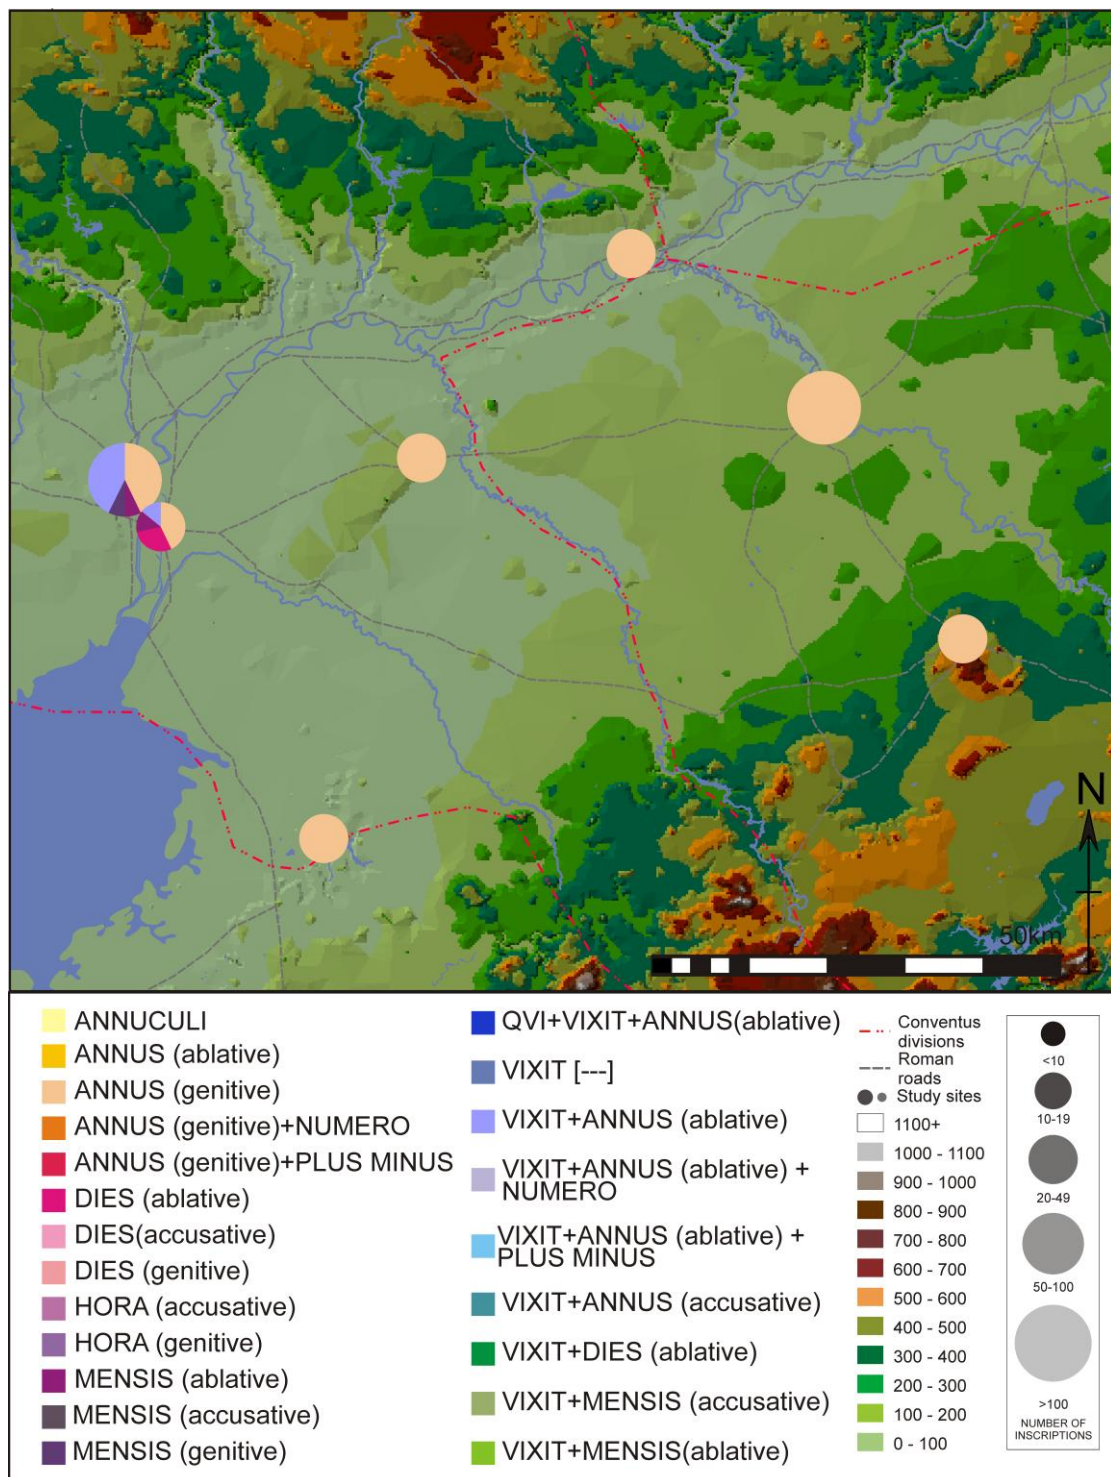 N
50km
ANNUCULI
ANNUS (ablative)
ANNUS (genitive)
ANNUS (genitive)+NUMERO
ANNUS (genitive)+PLUS MINUS
DIES (ablative)
DIES(accusative)
DIES (genitive)
HORA (accusative)
HORA (genitive)
MENSIS (ablative)
MENSIS (accusative)
MENSIS (genitive)
QVI+VIXIT+ANNUS(ablative)
VIXIT [---]
VIXIT+ANNUS (ablative)
VIXIT+ANNUS (ablative) +
NUMERO
VIXIT+ANNUS (ablative) +
PLUS MINUS
VIXIT+ANNUS (accusative)
VIXIT+DIES (ablative)
VIXIT+MENSIS (accusative)
VIXIT+MENSIS(ablative)
Conventus
divisions
Roman
roads
Study sites
1100+
1000 - 1100
900 - 1000
800 - 900
700 - 800
600 - 700
500 - 600
400 - 500
300 - 400
200 - 300
100 - 200
0 - 100
<10
10-19
20-49
50-100
>100
NUMBER OF
INSCRIPTIONS